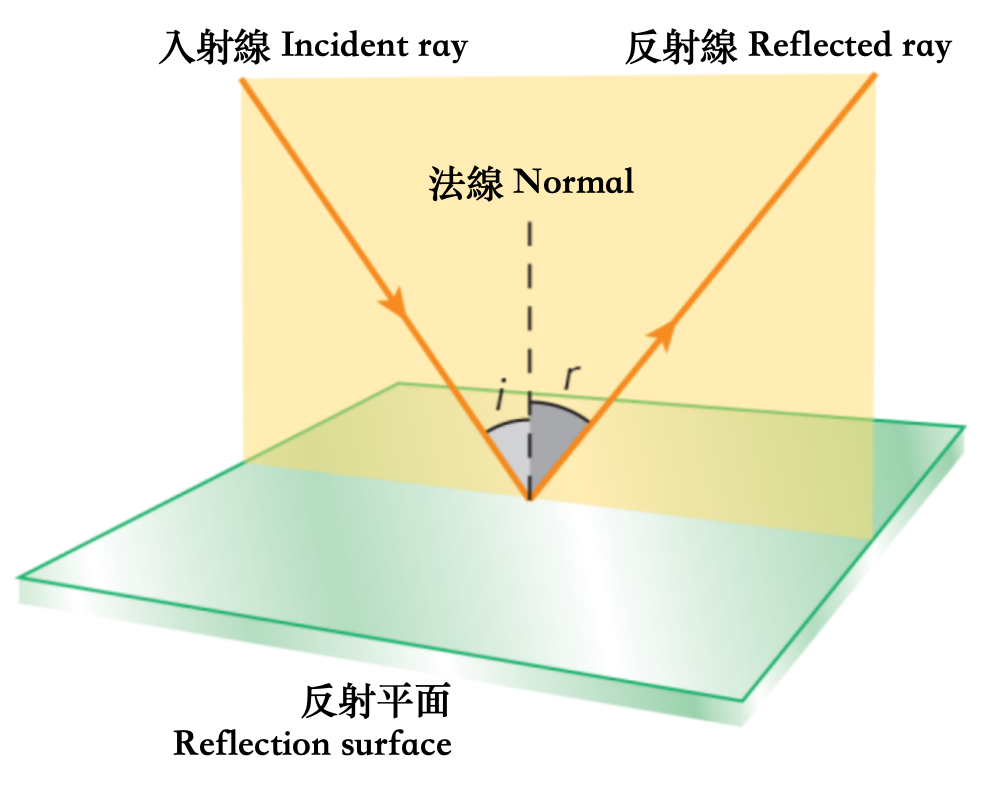 入射線 Incident ray
反射線 Reflected ray
法線 Normal
i
r
反射平面
Reflection surface